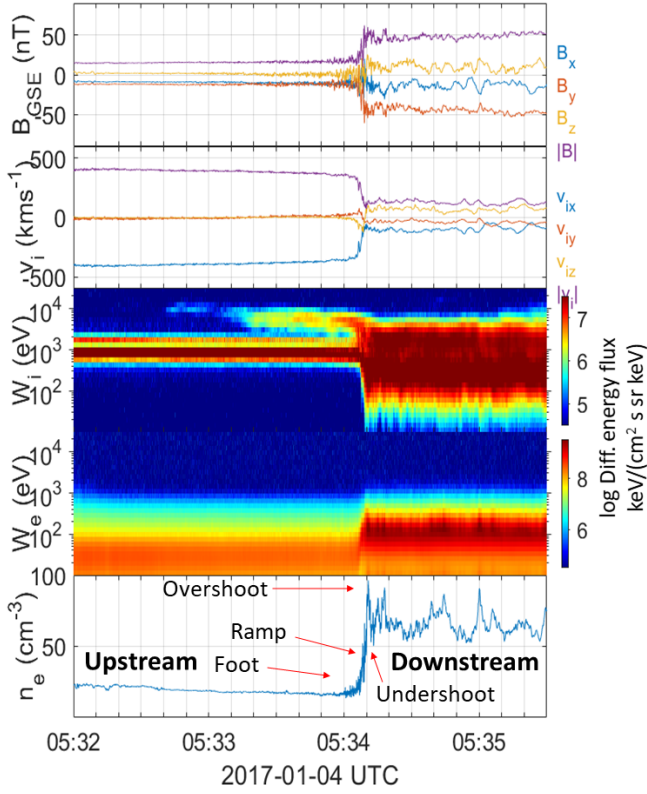 B_GSE (nT)
50
0
-50
B_x
B_y
B_z
|B|
v_i (kms^-1)
500
0
-500
v_ix
v_iy
v_iz
|v_i|
W_i (eV)
10^4
10^3
10^2
7
6
5
log Diff. energy flux
keV/(cm^2 s sr keV)
W_e (eV)
10^4
10^3
10^2
8
6
n_e (cm^-3)
100
50
Overshoot
Ramp
Upstream
Foot
Downstream
Undershoot
05:32
05:33
05:34
05:35
2017-01-04 UTC